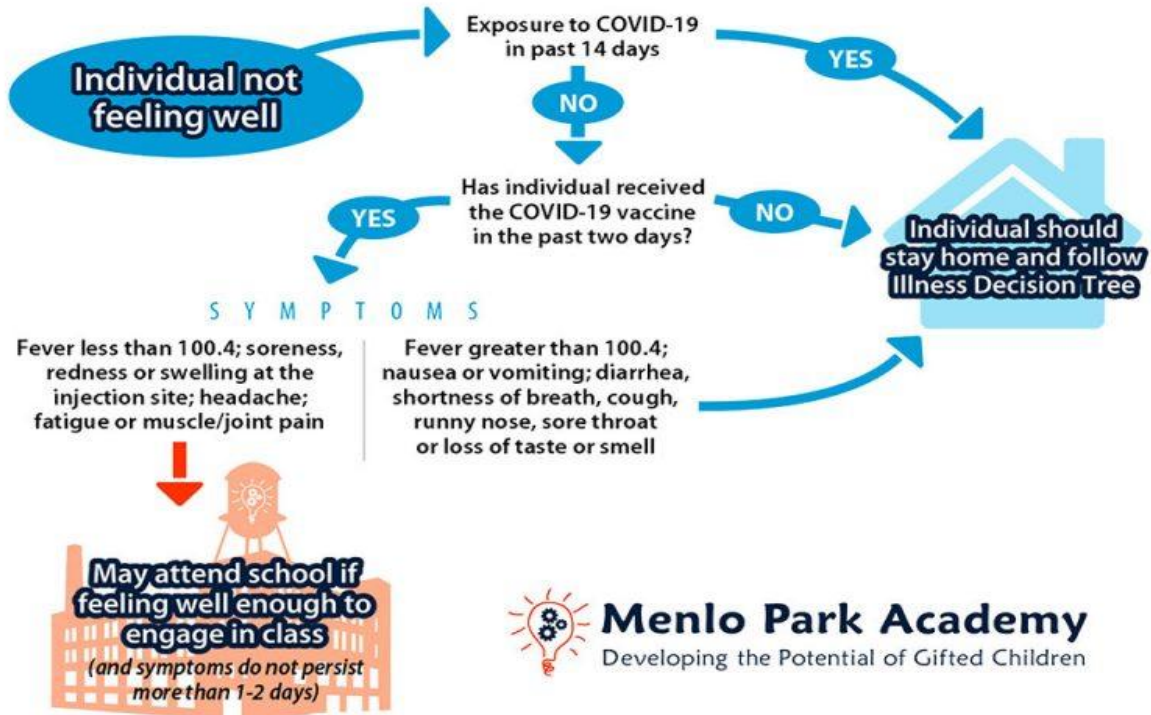 Individual not
feeling well
Exposure to COVID-19
in past 14 days
YES
NO
Has individual received
the COVID-19 vaccine
in the past two days?
YES
NO
Individual should
stay home and follow
Illness Decision Tree
SYMPTOMS
Fever less than 100.4; soreness,
redness or swelling at the
injection site; headache;
fatigue or muscle/joint pain
Fever greater than 100.4;
nausea or vomiting; diarrhea,
shortness of breath, cough,
runny nose, sore throat
or loss of taste or smell
May attend school if
feeling well enough to
engage in class
(and symptoms do not persist
more than 1-2 days)
Menlo Park Academy
Developing the Potential of Gifted Children